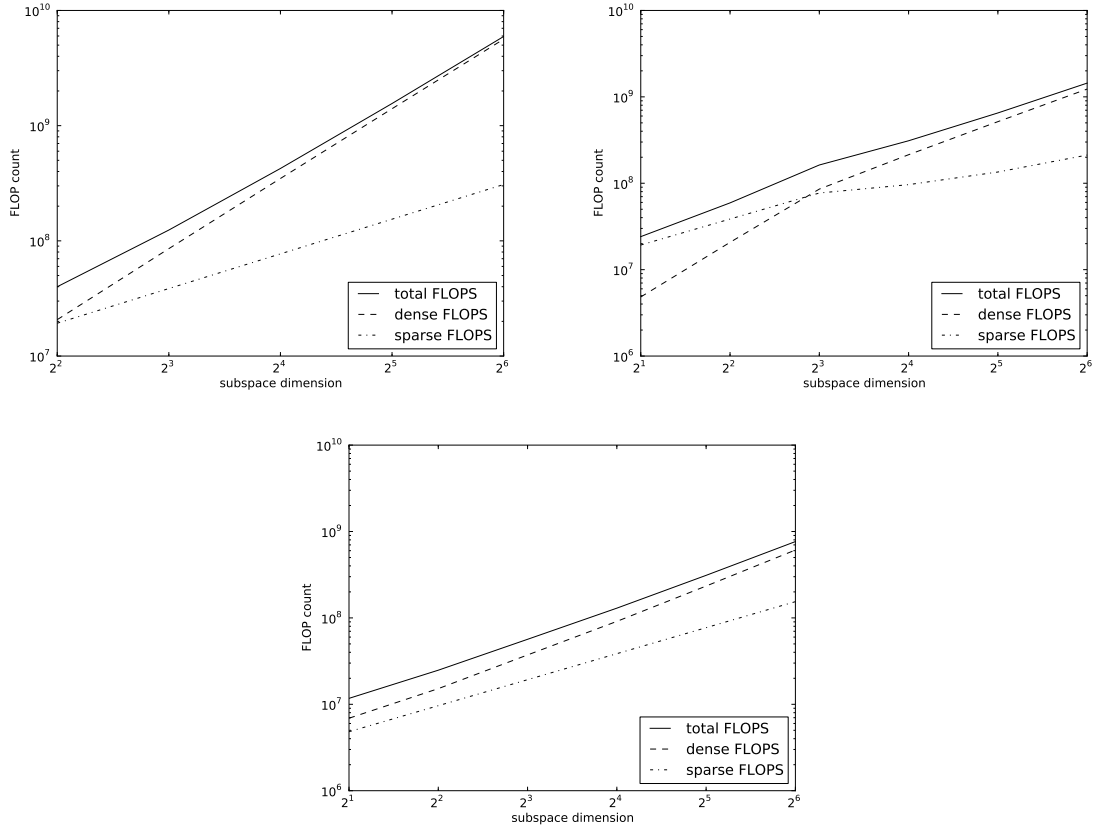 10^10
10^9
10^8
10^7
FLOP count
2^2 2^3 2^4 2^5 2^6
subspace dimension
total FLOPS
dense FLOPS
sparse FLOPS
10^10
10^9
10^8
10^7
10^6
FLOP count
2^1 2^2 2^3 2^4 2^5 2^6
subspace dimension
total FLOPS
dense FLOPS
sparse FLOPS
10^10
10^9
10^8
10^7
10^6
FLOP count
2^1 2^2 2^3 2^4 2^5 2^6
subspace dimension
total FLOPS
dense FLOPS
sparse FLOPS